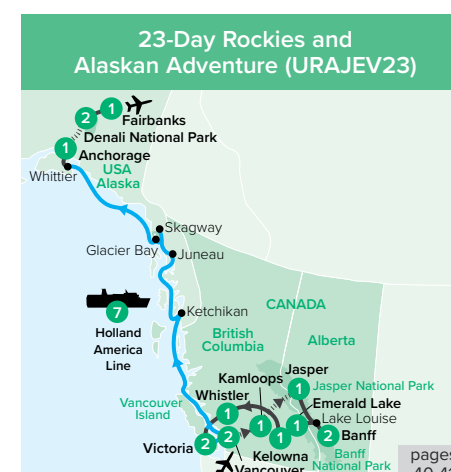 23-Day Rockies and
Alaskan Adventure (URAJEV23)
1
2
Fairbanks
Denali National Park
1
Anchorage
USA
Alaska
Whittier
Skagway
Glacier Bay
Juneau
7
Ketchikan
CANADA
Holland
America
Line
British
Columbia
Alberta
Jasper
Kamloops
1
Jasper National Park
Whistler
Emerald Lake
Vancouver
Island
1
Lake Louise
Victoria
2
2
1
1
1
2
Banff
Kelowna
Vancouver
Banff
National Park
pages